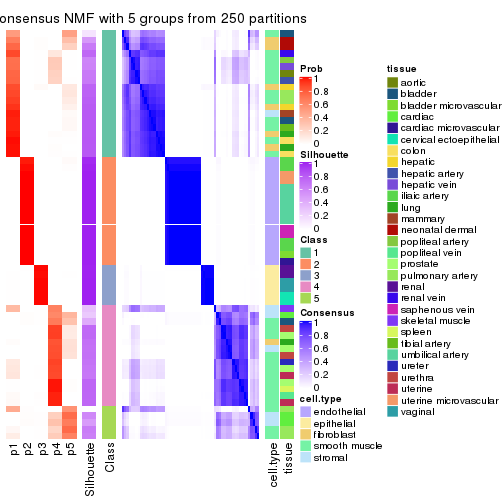 onsensus NMF with 5 groups from 250 partitions
p1
p2
p3
p4
p5
Silhouette
Class
cell.type
tissue
Prob
1
0.8
0.6
0.4
0.2
0
Silhouette
1
0.8
0.6
0.4
0.2
0
Class
1
2
3
4
5
Consensus
1
0.8
0.6
0.4
0.2
0
cell.type
endothelial
epithelial
fibroblast
smooth muscle
stromal
tissue
aortic
bladder
bladder microvascular
cardiac
cardiac microvascular
cervical ectoepithelial
colon
hepatic
hepatic artery
hepatic vein
iliaic artery
lung
mammary
neonatal dermal
popliteal artery
popliteal vein
prostate
pulmonary artery
renal
renal vein
saphenous vein
skeletal muscle
spleen
tibial artery
umbilical artery
ureter
urethra
uterine
uterine microvascular
vaginal